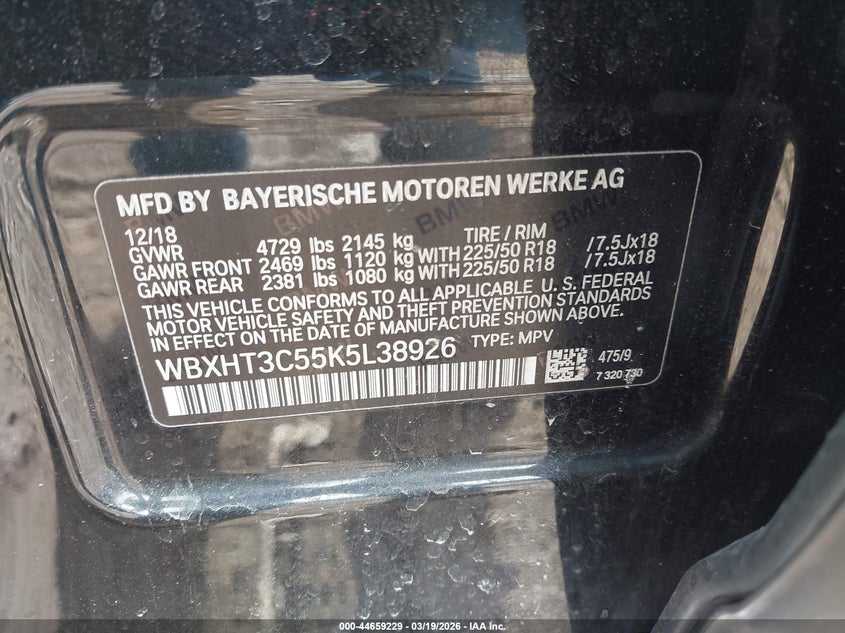 MFD BY BAYERISCHE MOTOREN WERKE AG
12/18 TIRE / RIM
GVWR 4729 lbs 2145 kg
GAWR FRONT 2469 lbs 1120 kg WITH 225/50 R18 /7.5Jx18
GAWR REAR 2381 lbs 1080 kg WITH 225/50 R18 /7.5Jx18
THIS VEHICLE CONFORMS TO ALL APPLICABLE U. S. FEDERAL
MOTOR VEHICLE SAFETY AND THEFT PREVENTION STANDARDS
IN EFFECT ON THE DATE OF MANUFACTURE SHOWN ABOVE.
WBXHT3C55K5L38926 TYPE: MPV
475/9
7 320 730
000-44659229 - 03/19/2026 - IAA Inc.